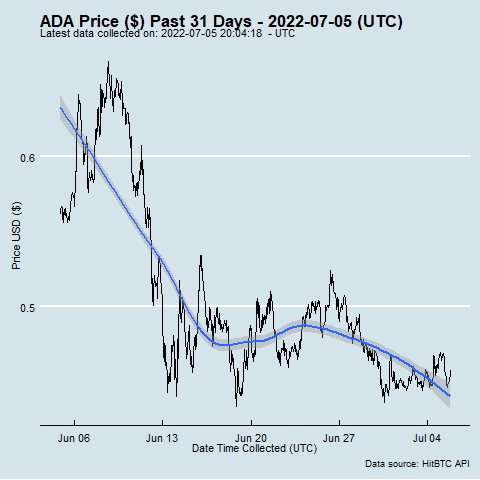 ADA Price ($) Past 31 Days - 2022-07-05 (UTC)
Latest data collected on: 2022-07-05 20:04:18 - UTC
0.6
Price USD ($)
0.5
Jun 06 Jun 13 Jun 20 Jun 27 Jul 04
Date Time Collected (UTC)
Data source: HitBTC API